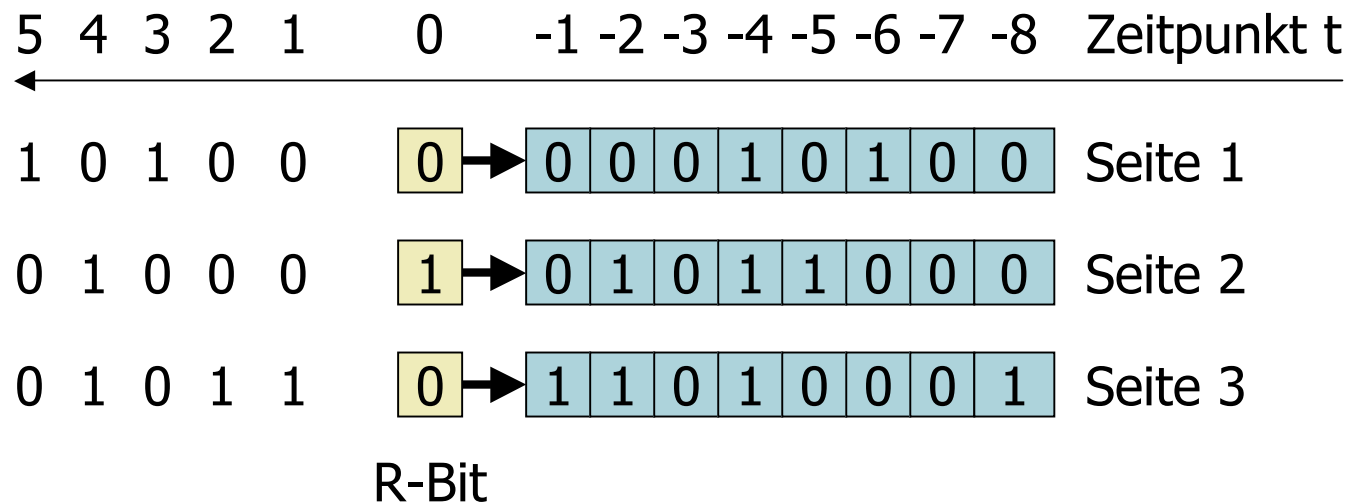 5 4 3 2 1 0 -1 -2 -3 -4 -5 -6 -7 -8 Zeitpunkt t
1 0 1 0 0 0 0 0 0 1 0 1 0 0 Seite 1
0 1 0 0 0 1 0 1 0 1 1 0 0 0 Seite 2
0 1 0 1 1 0 1 1 0 1 0 0 0 1 Seite 3
R-Bit